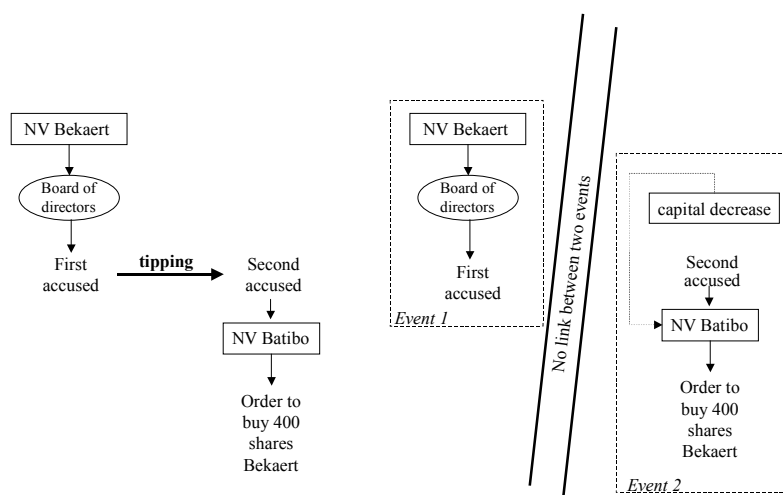 NV Bekaert
Board of
directors
First
accused
tipping
Second
accused
NV Batibo
Order to
buy 400
shares
Bekaert
NV Bekaert
Board of
directors
First
accused
Event 1
No link between two events
capital decrease
Second
accused
NV Batibo
Order to
buy 400
shares
Bekaert
Event 2